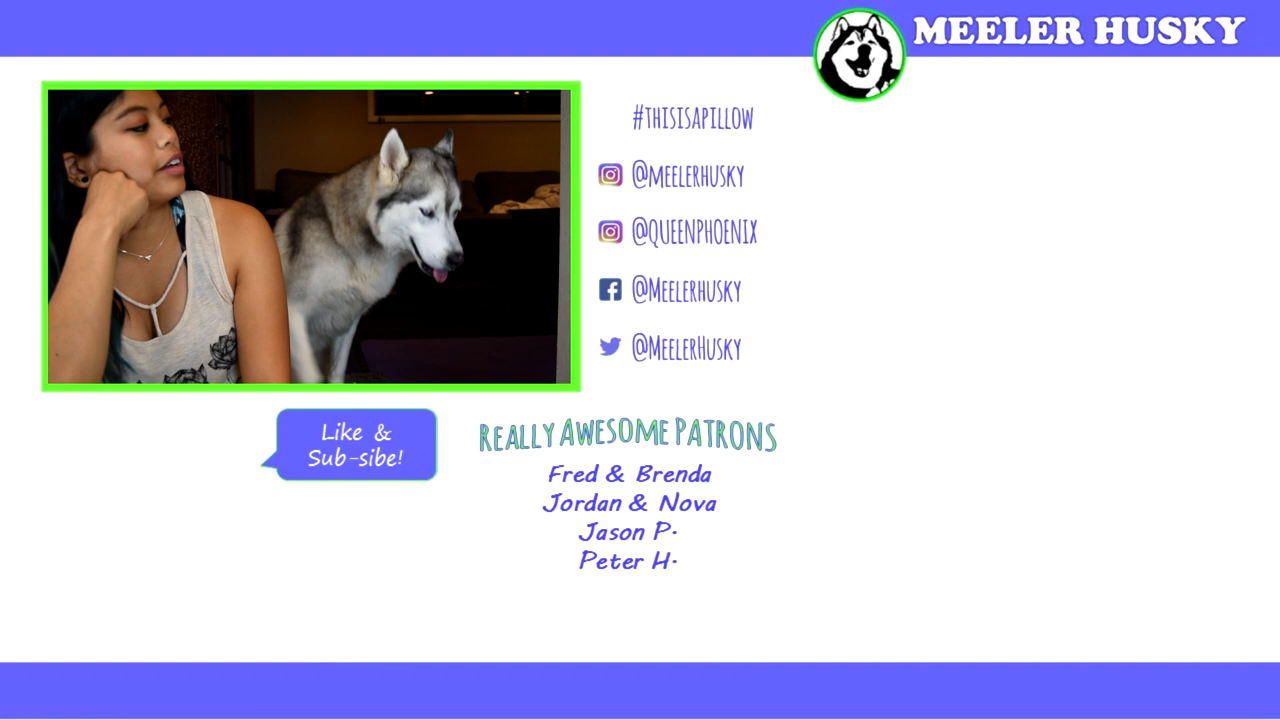 MEELER HUSKY
#THISISAPILLOW
@MEELERHUSKY
@QUEENPHOENIX
@MEELERHUSKY
@MEELERHUSKY
Like &
Sub-sibe!
REALLY AWESOME PATRONS
Fred & Brenda
Jordan & Nova
Jason P.
Peter H.